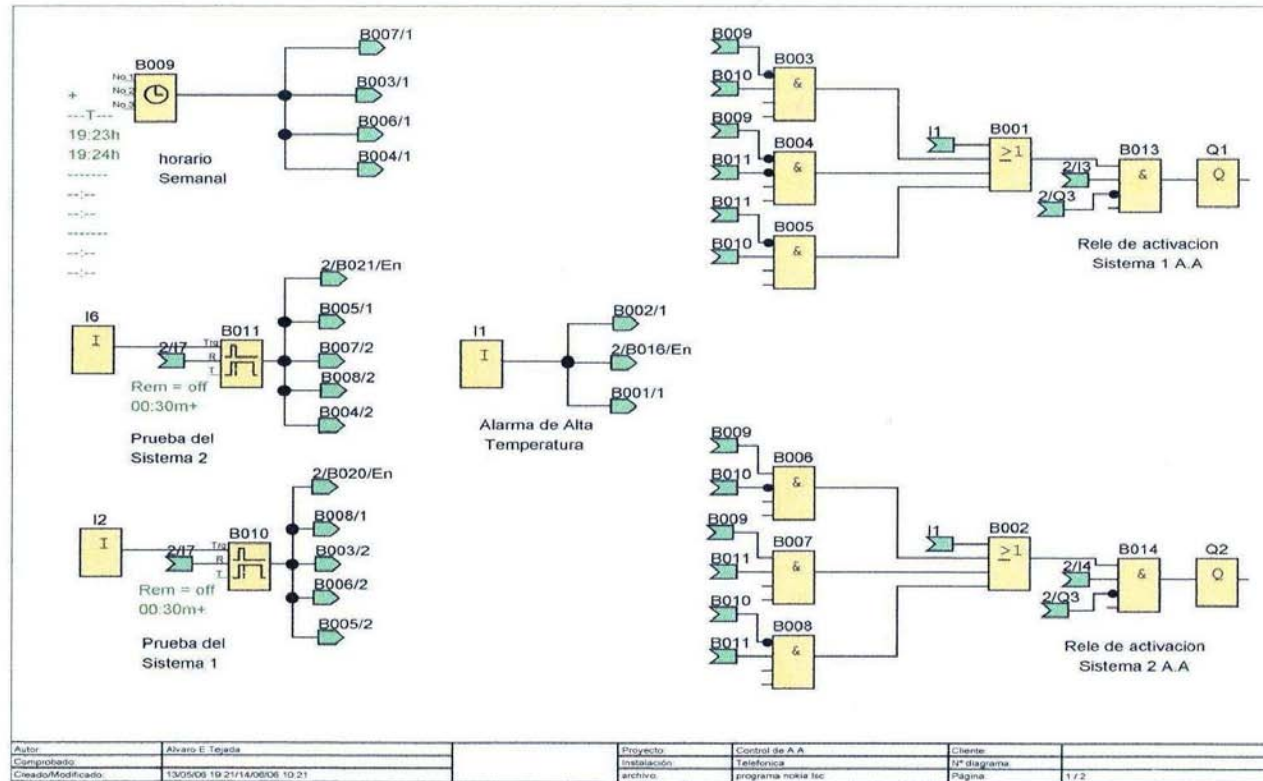 B009
No.1
No.2
No.3
+
---T---
19:23h
19:24h
-------
--:--
--:--
-------
--:--
--:--
horario
Semanal
B007/1
B003/1
B006/1
B004/1
I6
I
2/I7
B011
Trg
R
T
Rem = off
00:30m+
Prueba del
Sistema 2
2/B021/En
B005/1
B007/2
B008/2
B004/2
I1
I
Alarma de Alta
Temperatura
B002/1
2/B016/En
B001/1
I2
I
2/I7
B010
Trg
R
T
Rem = off
00:30m+
Prueba del
Sistema 1
2/B020/En
B008/1
B003/2
B006/2
B005/2
B009
B010
B003
&
B009
B011
B004
&
B011
B010
B005
&
I1
B001
≥1
2/I3
2/Q3
B013
&
Q1
Q
Rele de activacion
Sistema 1 A.A
B009
B010
B006
&
B009
B011
B007
&
B010
B011
B008
&
I1
B002
≥1
2/I4
2/Q3
B014
&
Q2
Q
Rele de activacion
Sistema 2 A.A
Autor: Alvaro E Tejada
Comprobado:
Creado/Modificado: 13/05/06 19:21/14/06/06 10:21
Proyecto: Control de A.A
Instalación: Telefonica
archivo: programa nokia lsc
Cliente:
N° diagrama:
Página: 1 / 2